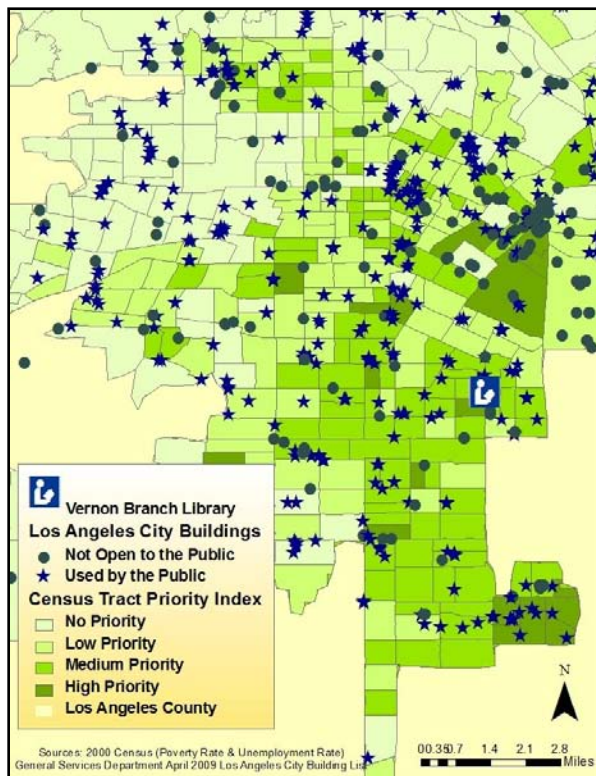 Vernon Branch Library
Los Angeles City Buildings
Not Open to the Public
Used by the Public
Census Tract Priority Index
No Priority
Low Priority
Medium Priority
High Priority
Los Angeles County
N
0 0.35 0.7 1.4 2.1 2.8
Miles
Sources: 2000 Census (Poverty Rate & Unemployment Rate)
General Services Department April 2009 Los Angeles City Building Lis